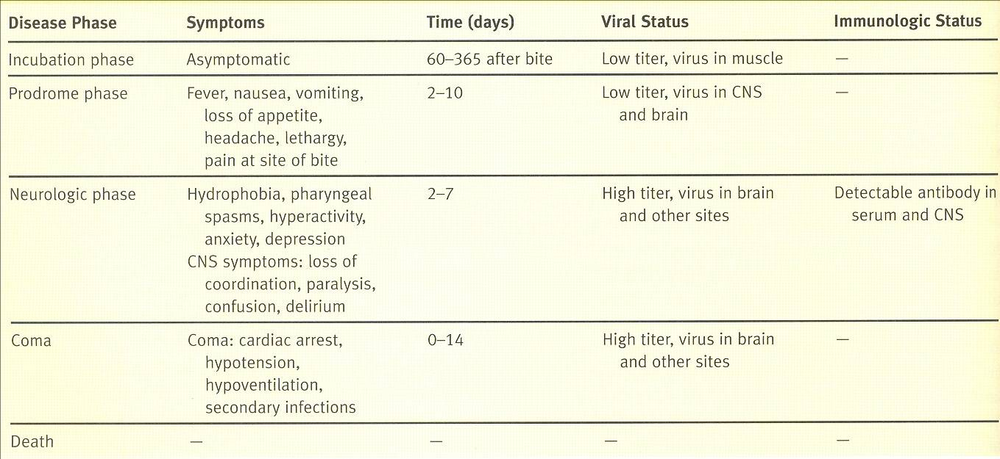 Disease Phase Symptoms Time (days) Viral Status Immunologic Status
Incubation phase Asymptomatic 60–365 after bite Low titer, virus in muscle —
Prodrome phase Fever, nausea, vomiting, 2–10 Low titer, virus in CNS —
loss of appetite, and brain
headache, lethargy,
pain at site of bite
Neurologic phase Hydrophobia, pharyngeal 2–7 High titer, virus in brain Detectable antibody in
spasms, hyperactivity, and other sites serum and CNS
anxiety, depression
CNS symptoms: loss of
coordination, paralysis,
confusion, delirium
Coma Coma: cardiac arrest, 0–14 High titer, virus in brain —
hypotension, and other sites
hypoventilation,
secondary infections
Death — — — —